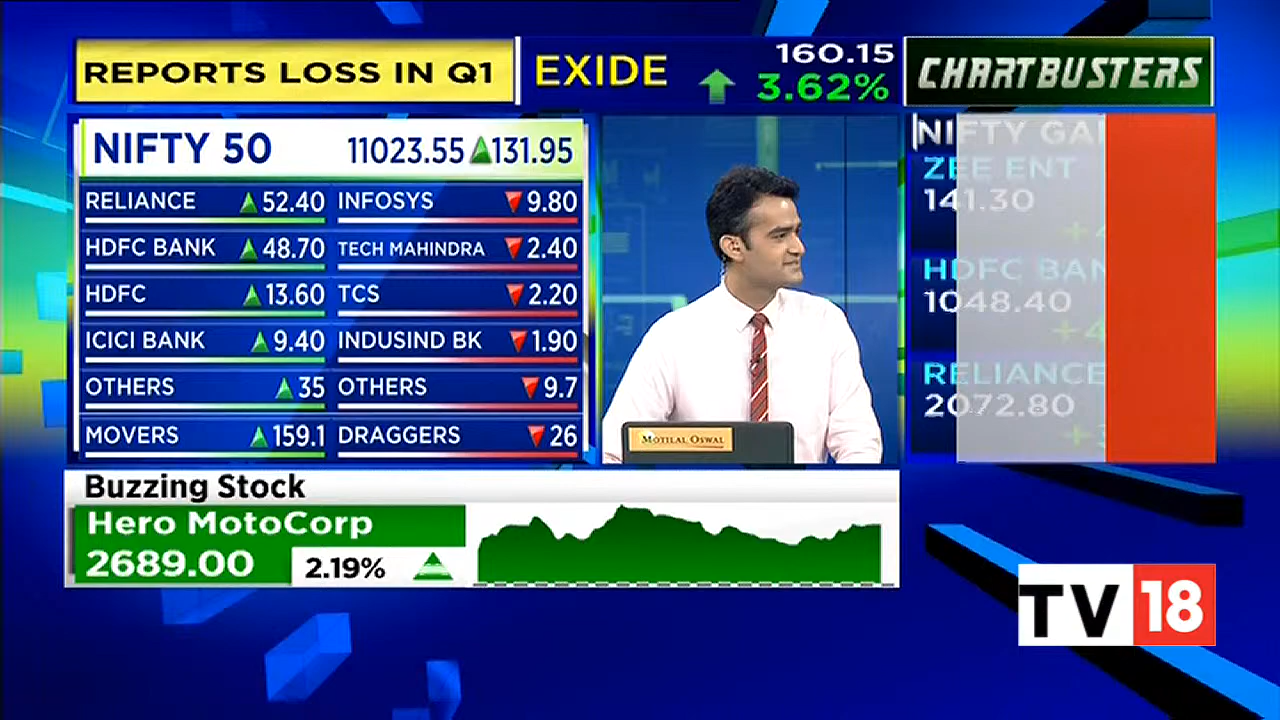 REPORTS LOSS IN Q1
EXIDE
160.15
3.62%
CHARTBUSTERS
NIFTY 50 11023.55 131.95
RELIANCE 52.40 INFOSYS 9.80
HDFC BANK 48.70 TECH MAHINDRA 2.40
HDFC 13.60 TCS 2.20
ICICI BANK 9.40 INDUSIND BK 1.90
OTHERS 35 OTHERS 9.7
MOVERS 159.1 DRAGGERS 26
MOTILAL OSWAL
NIFTY
ZEE ENT
141.30
HDFC
1048.40
RELIANCE
2072.80
Buzzing Stock
Hero MotoCorp
2689.00 2.19%
TV18